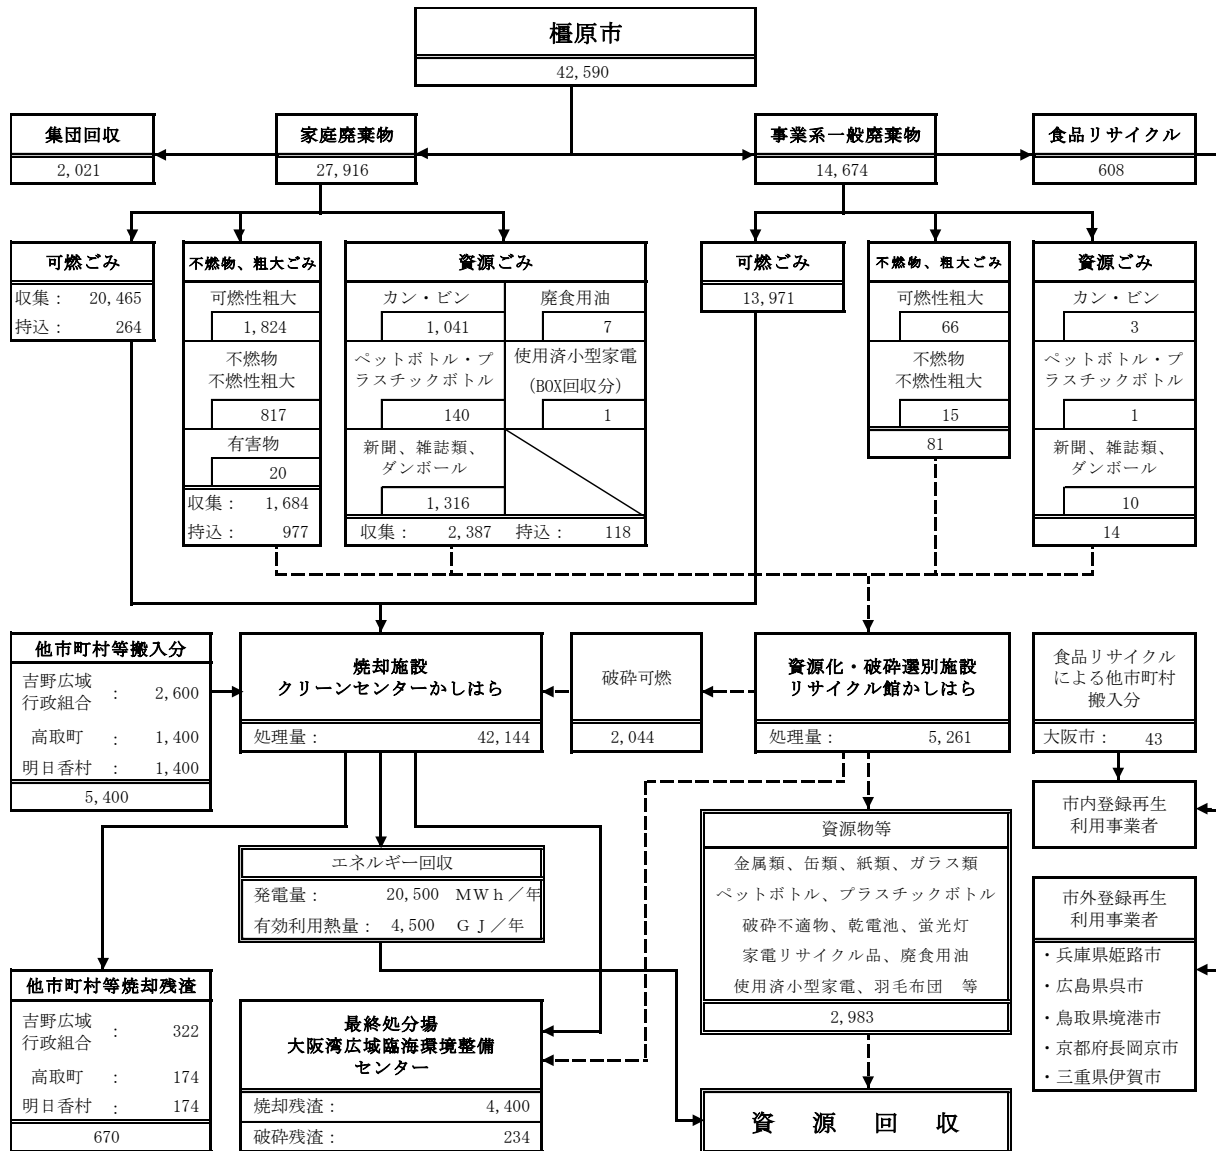 橿原市
42,590
集団回収
2,021
家庭廃棄物
27,916
事業系一般廃棄物
14,674
食品リサイクル
608
可燃ごみ
収集： 20,465
持込： 264
不燃物、粗大ごみ
可燃性粗大
1,824
不燃物
不燃性粗大
817
有害物
20
収集： 1,684
持込： 977
資源ごみ
カン・ビン
1,041
廃食用油
7
ペットボトル・プ
ラスチックボトル
140
使用済小型家電
(BOX回収分)
1
新聞、雑誌類、
ダンボール
1,316
収集： 2,387 持込： 118
可燃ごみ
13,971
不燃物、粗大ごみ
可燃性粗大
66
不燃物
不燃性粗大
15
81
資源ごみ
カン・ビン
3
ペットボトル・プ
ラスチックボトル
1
新聞、雑誌類、
ダンボール
10
14
他市町村等搬入分
吉野広域
行政組合 ： 2,600
高取町 ： 1,400
明日香村 ： 1,400
5,400
焼却施設
クリーンセンターかしはら
処理量： 42,144
破砕可燃
2,044
資源化・破砕選別施設
リサイクル館かしはら
処理量： 5,261
食品リサイクル
による他市町村
搬入分
大阪市： 43
市内登録再生
利用事業者
エネルギー回収
発電量： 20,500 ＭＷｈ／年
有効利用熱量： 4,500 ＧＪ／年
資源物等
金属類、缶類、紙類、ガラス類
ペットボトル、プラスチックボトル
破砕不適物、乾電池、蛍光灯
家電リサイクル品、廃食用油
使用済小型家電、羽毛布団 等
2,983
市外登録再生
利用事業者
・兵庫県姫路市
・広島県呉市
・鳥取県境港市
・京都府長岡京市
・三重県伊賀市
他市町村等焼却残渣
吉野広域
行政組合 ： 322
高取町 ： 174
明日香村 ： 174
670
最終処分場
大阪湾広域臨海環境整備
センター
焼却残渣： 4,400
破砕残渣： 234
資源回収